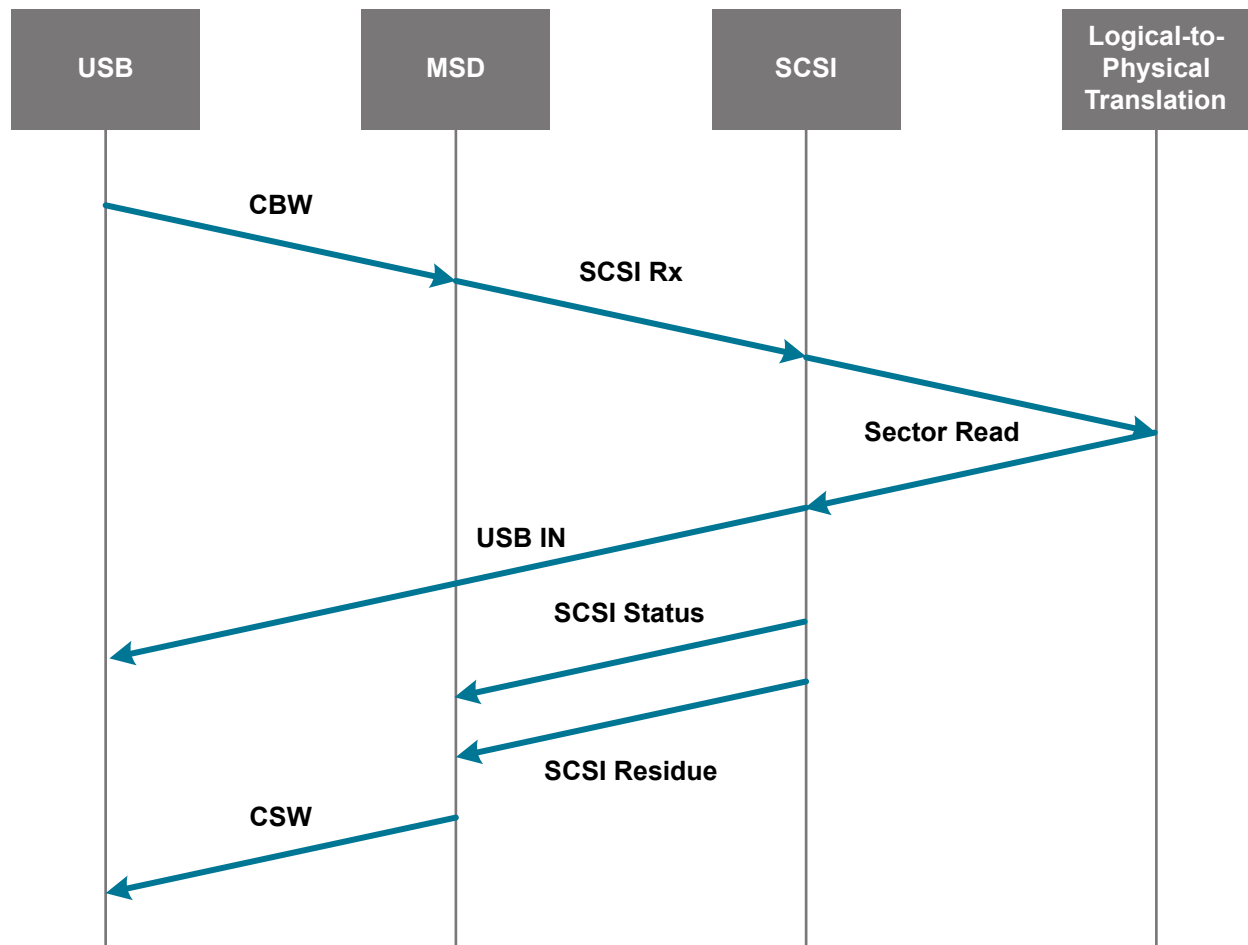 USB
MSD
SCSI
Logical-to-
Physical
Translation
CBW
SCSI Rx
Sector Read
USB IN
SCSI Status
SCSI Residue
CSW